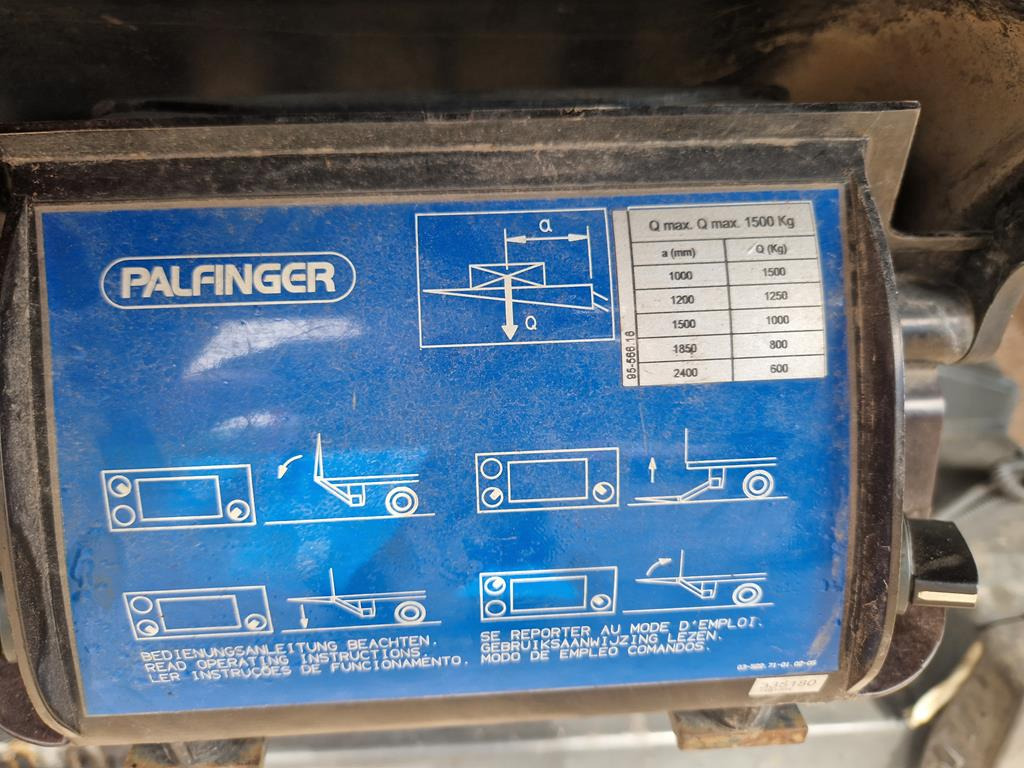 PALFINGER
a
Q
Q max. Q max. 1500 Kg
a (mm) Q (Kg)
1000 1500
1200 1250
1500 1000
1850 800
2400 600
95-566.16
BEDIENUNGSANLEITUNG BEACHTEN.
READ OPERATING INSTRUCTIONS.
LER INSTRUÇOES DE FUNCIONAMENTO.
SE REPORTER AU MODE D'EMPLOI.
GEBRUIKSAANWIJZING LEZEN.
MODO DE EMPLEO COMANDOS.